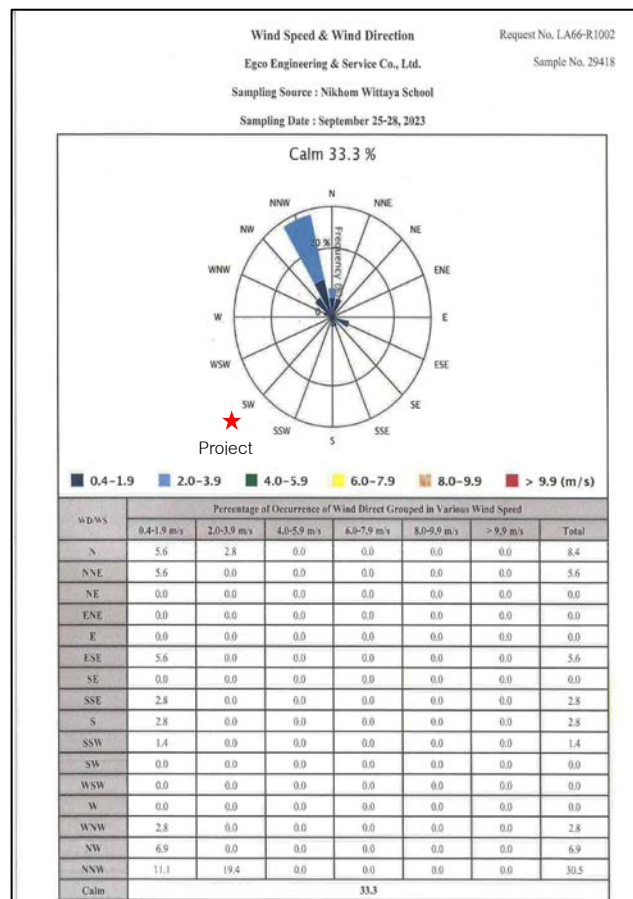 Wind Speed & Wind Direction
Request No. LA66-R1002
Egco Engineering & Service Co., Ltd.
Sample No. 29418
Sampling Source : Nikhom Wittaya School
Sampling Date : September 25-28, 2023
Calm 33.3 %
N
NNW
NNE
NW
NE
20 %
Frequency
WNW
ENE
0
W
E
WSW
ESE
SW
SE
SSW
SSE
S
Project
0.4-1.9 2.0-3.9 4.0-5.9 6.0-7.9 8.0-9.9 > 9.9 (m/s)
WD/WS Percentage of Occurrence of Wind Direct Grouped in Various Wind Speed
0.4-1.9 m/s 2.0-3.9 m/s 4.0-5.9 m/s 6.0-7.9 m/s 8.0-9.9 m/s > 9.9 m/s Total
N 5.6 2.8 0.0 0.0 0.0 0.0 8.4
NNE 5.6 0.0 0.0 0.0 0.0 0.0 5.6
NE 0.0 0.0 0.0 0.0 0.0 0.0 0.0
ENE 0.0 0.0 0.0 0.0 0.0 0.0 0.0
E 0.0 0.0 0.0 0.0 0.0 0.0 0.0
ESE 5.6 0.0 0.0 0.0 0.0 0.0 5.6
SE 0.0 0.0 0.0 0.0 0.0 0.0 0.0
SSE 2.8 0.0 0.0 0.0 0.0 0.0 2.8
S 2.8 0.0 0.0 0.0 0.0 0.0 2.8
SSW 1.4 0.0 0.0 0.0 0.0 0.0 1.4
SW 0.0 0.0 0.0 0.0 0.0 0.0 0.0
WSW 0.0 0.0 0.0 0.0 0.0 0.0 0.0
W 0.0 0.0 0.0 0.0 0.0 0.0 0.0
WNW 2.8 0.0 0.0 0.0 0.0 0.0 2.8
NW 6.9 0.0 0.0 0.0 0.0 0.0 6.9
NNW 11.1 19.4 0.0 0.0 0.0 0.0 30.5
Calm 33.3